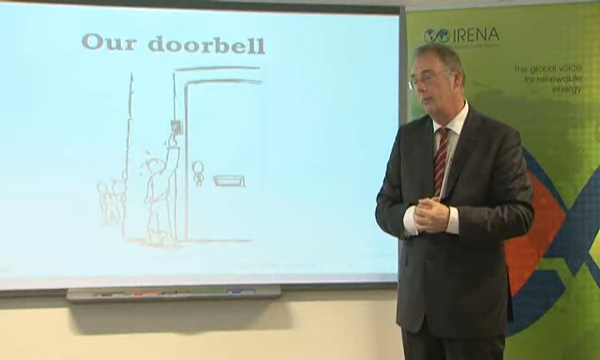 Our doorbell
IRENA
The global voice
for renewable
energy